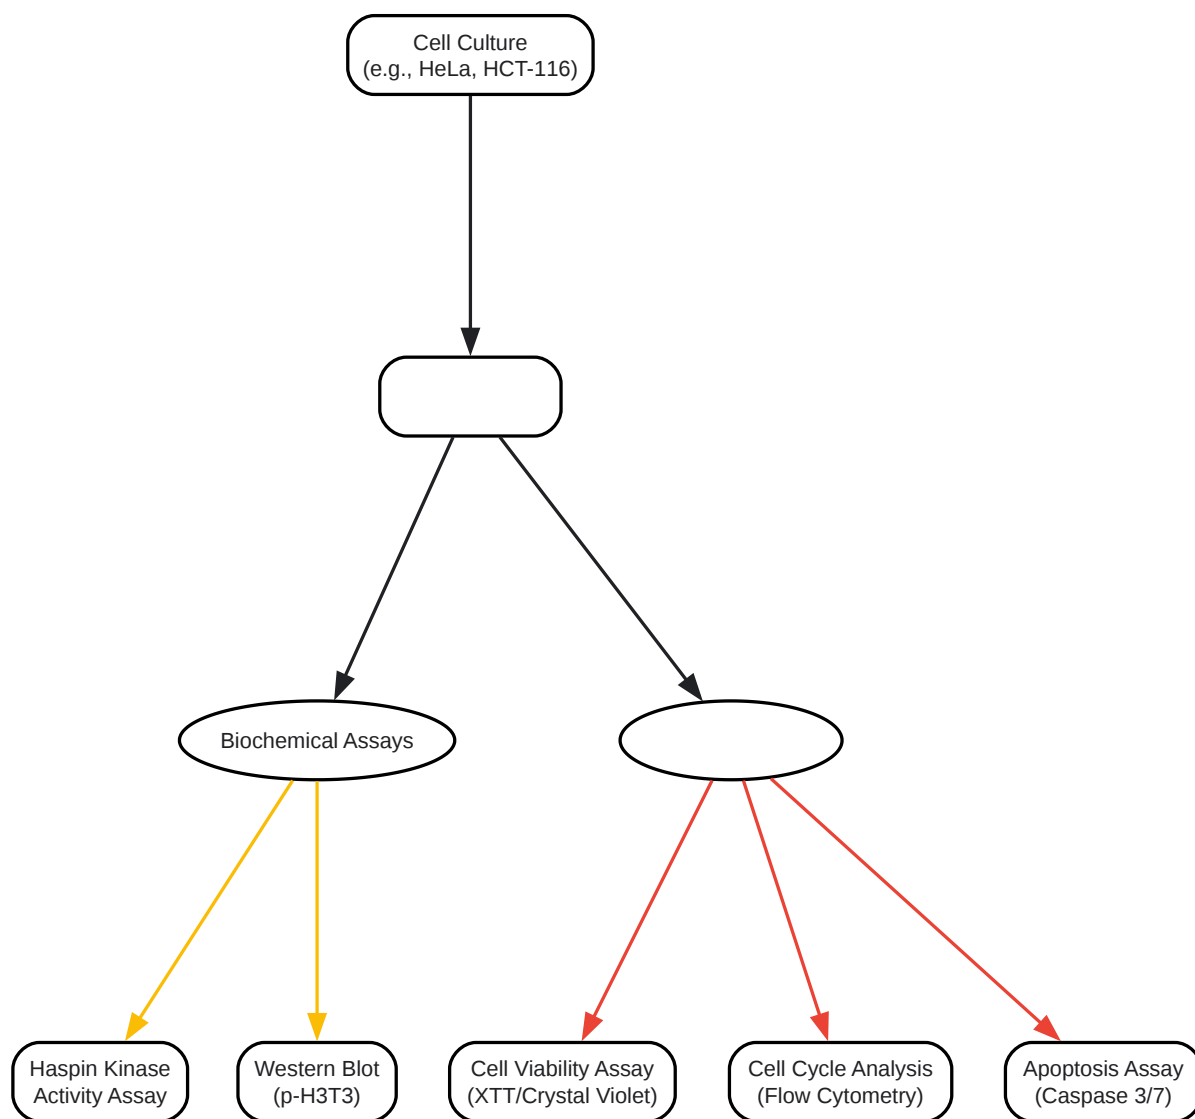 Cell Culture
(e.g., HeLa, HCT-116)
Biochemical Assays
Haspin Kinase
Activity Assay
Western Blot
(p-H3T3)
Cell Viability Assay
(XTT/Crystal Violet)
Cell Cycle Analysis
(Flow Cytometry)
Apoptosis Assay
(Caspase 3/7)